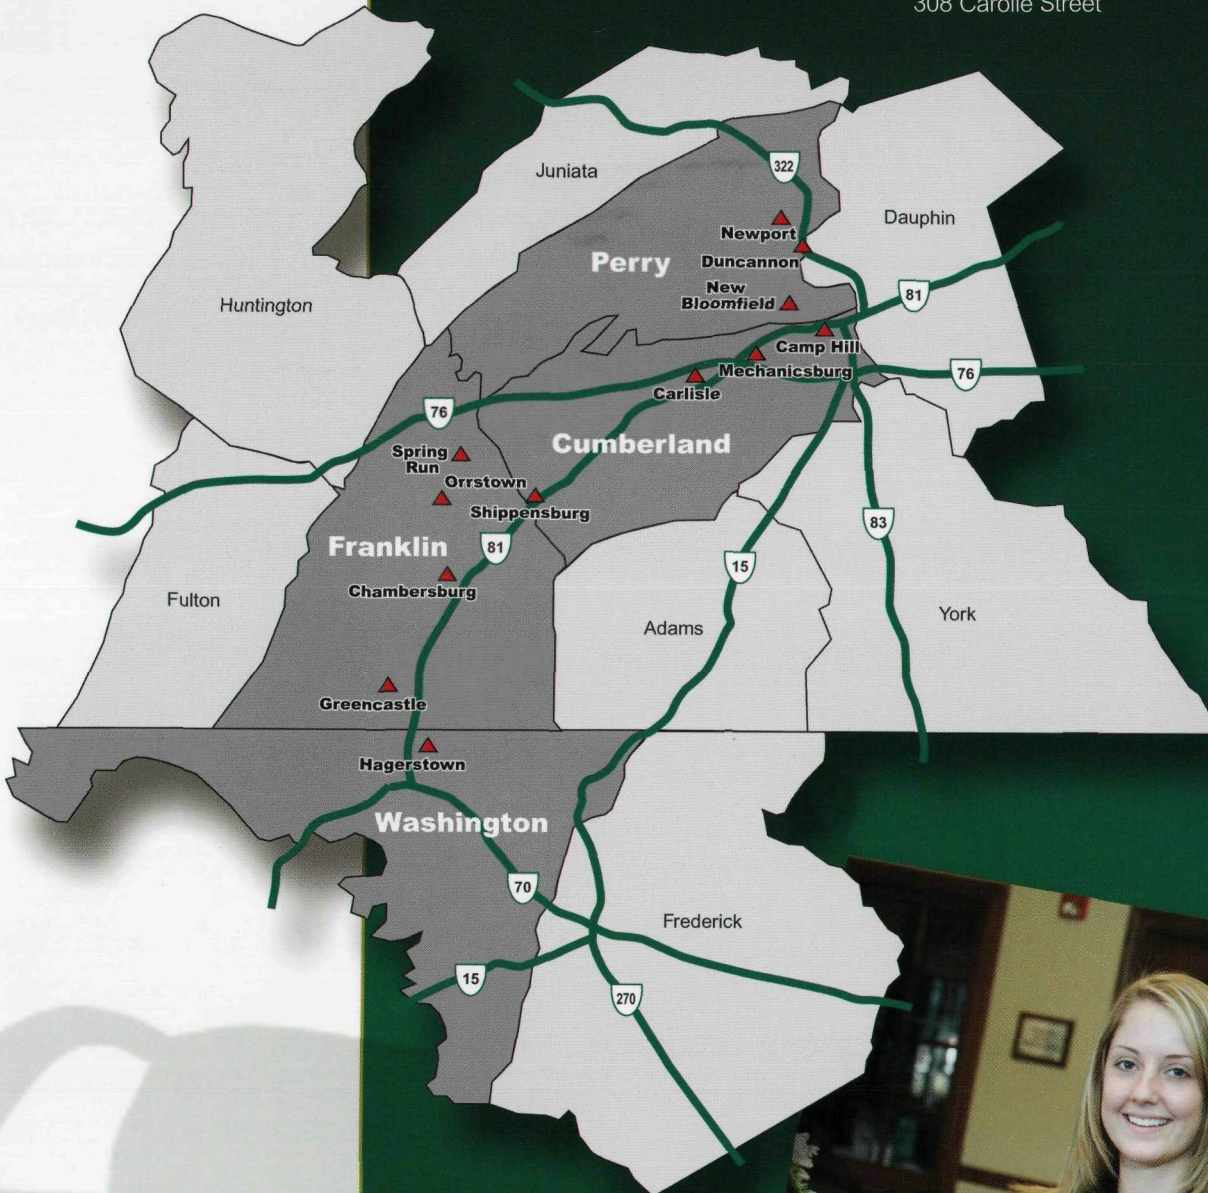 308 Carolle Street
Juniata
322
Dauphin
Newport
Perry
Duncannon
New
Bloomfield
81
Huntington
Camp Hill
Mechanicsburg
76
Carlisle
76
Cumberland
Spring
Run
Orrstown
Shippensburg
83
Franklin
81
15
Chambersburg
Fulton
Adams
York
Greencastle
Hagerstown
Washington
70
Frederick
15
270